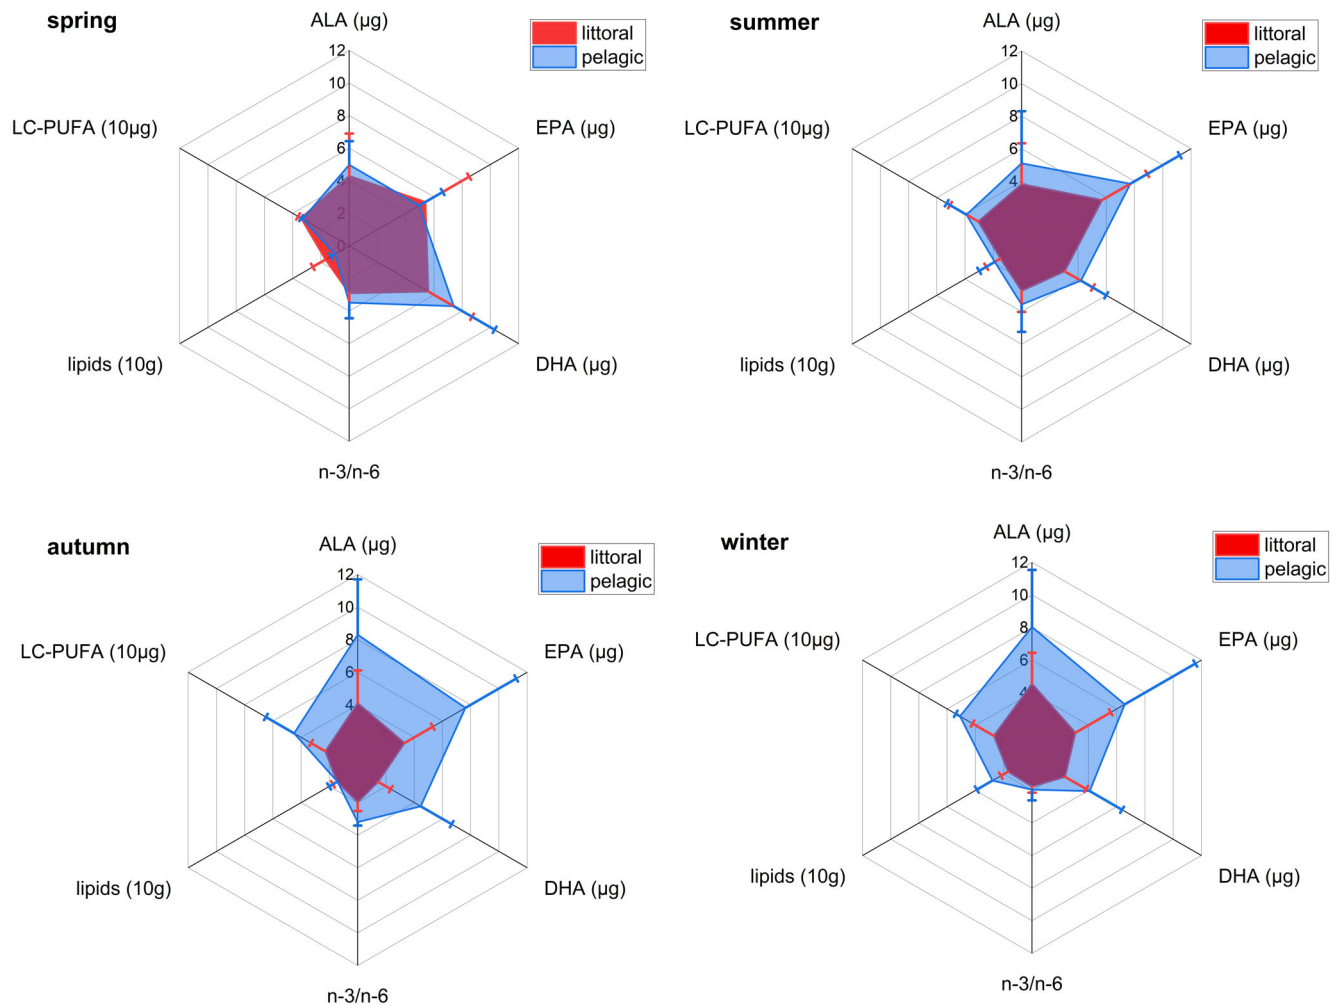 spring
ALA (µg)
littoral
pelagic
12
10
8
6
4
2
0
LC-PUFA (10µg)
EPA (µg)
lipids (10g)
DHA (µg)
n-3/n-6
summer
ALA (µg)
littoral
pelagic
12
10
8
6
4
LC-PUFA (10µg)
EPA (µg)
lipids (10g)
DHA (µg)
n-3/n-6
autumn
ALA (µg)
littoral
pelagic
12
10
8
6
4
LC-PUFA (10µg)
EPA (µg)
lipids (10g)
DHA (µg)
n-3/n-6
winter
ALA (µg)
littoral
pelagic
12
10
8
6
4
LC-PUFA (10µg)
EPA (µg)
lipids (10g)
DHA (µg)
n-3/n-6